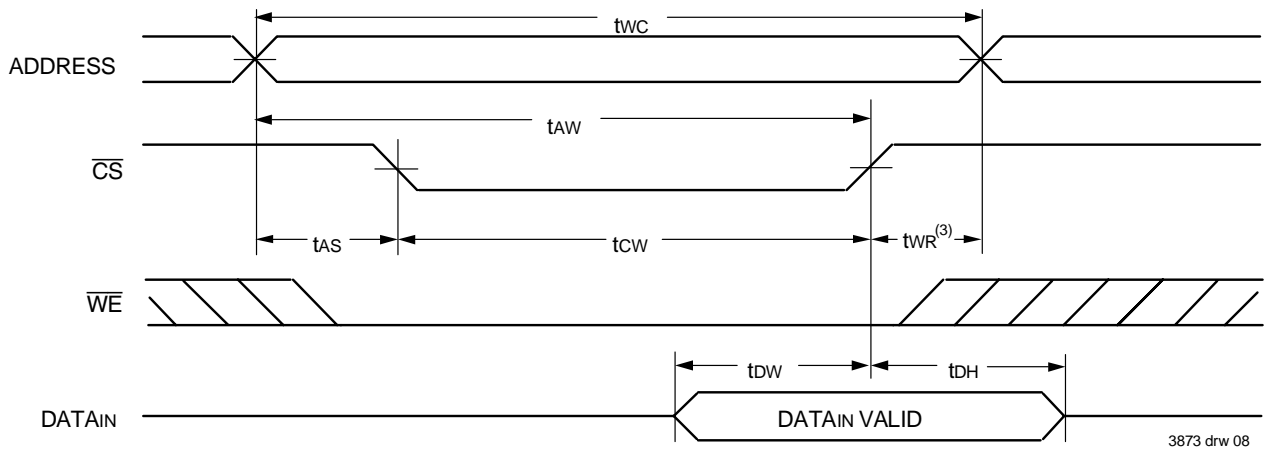 tWC
ADDRESS
tAW
CS
tAS
tCW
tWR(3)
WE
tDW
tDH
DATAIN
DATAIN VALID
3873 drw 08